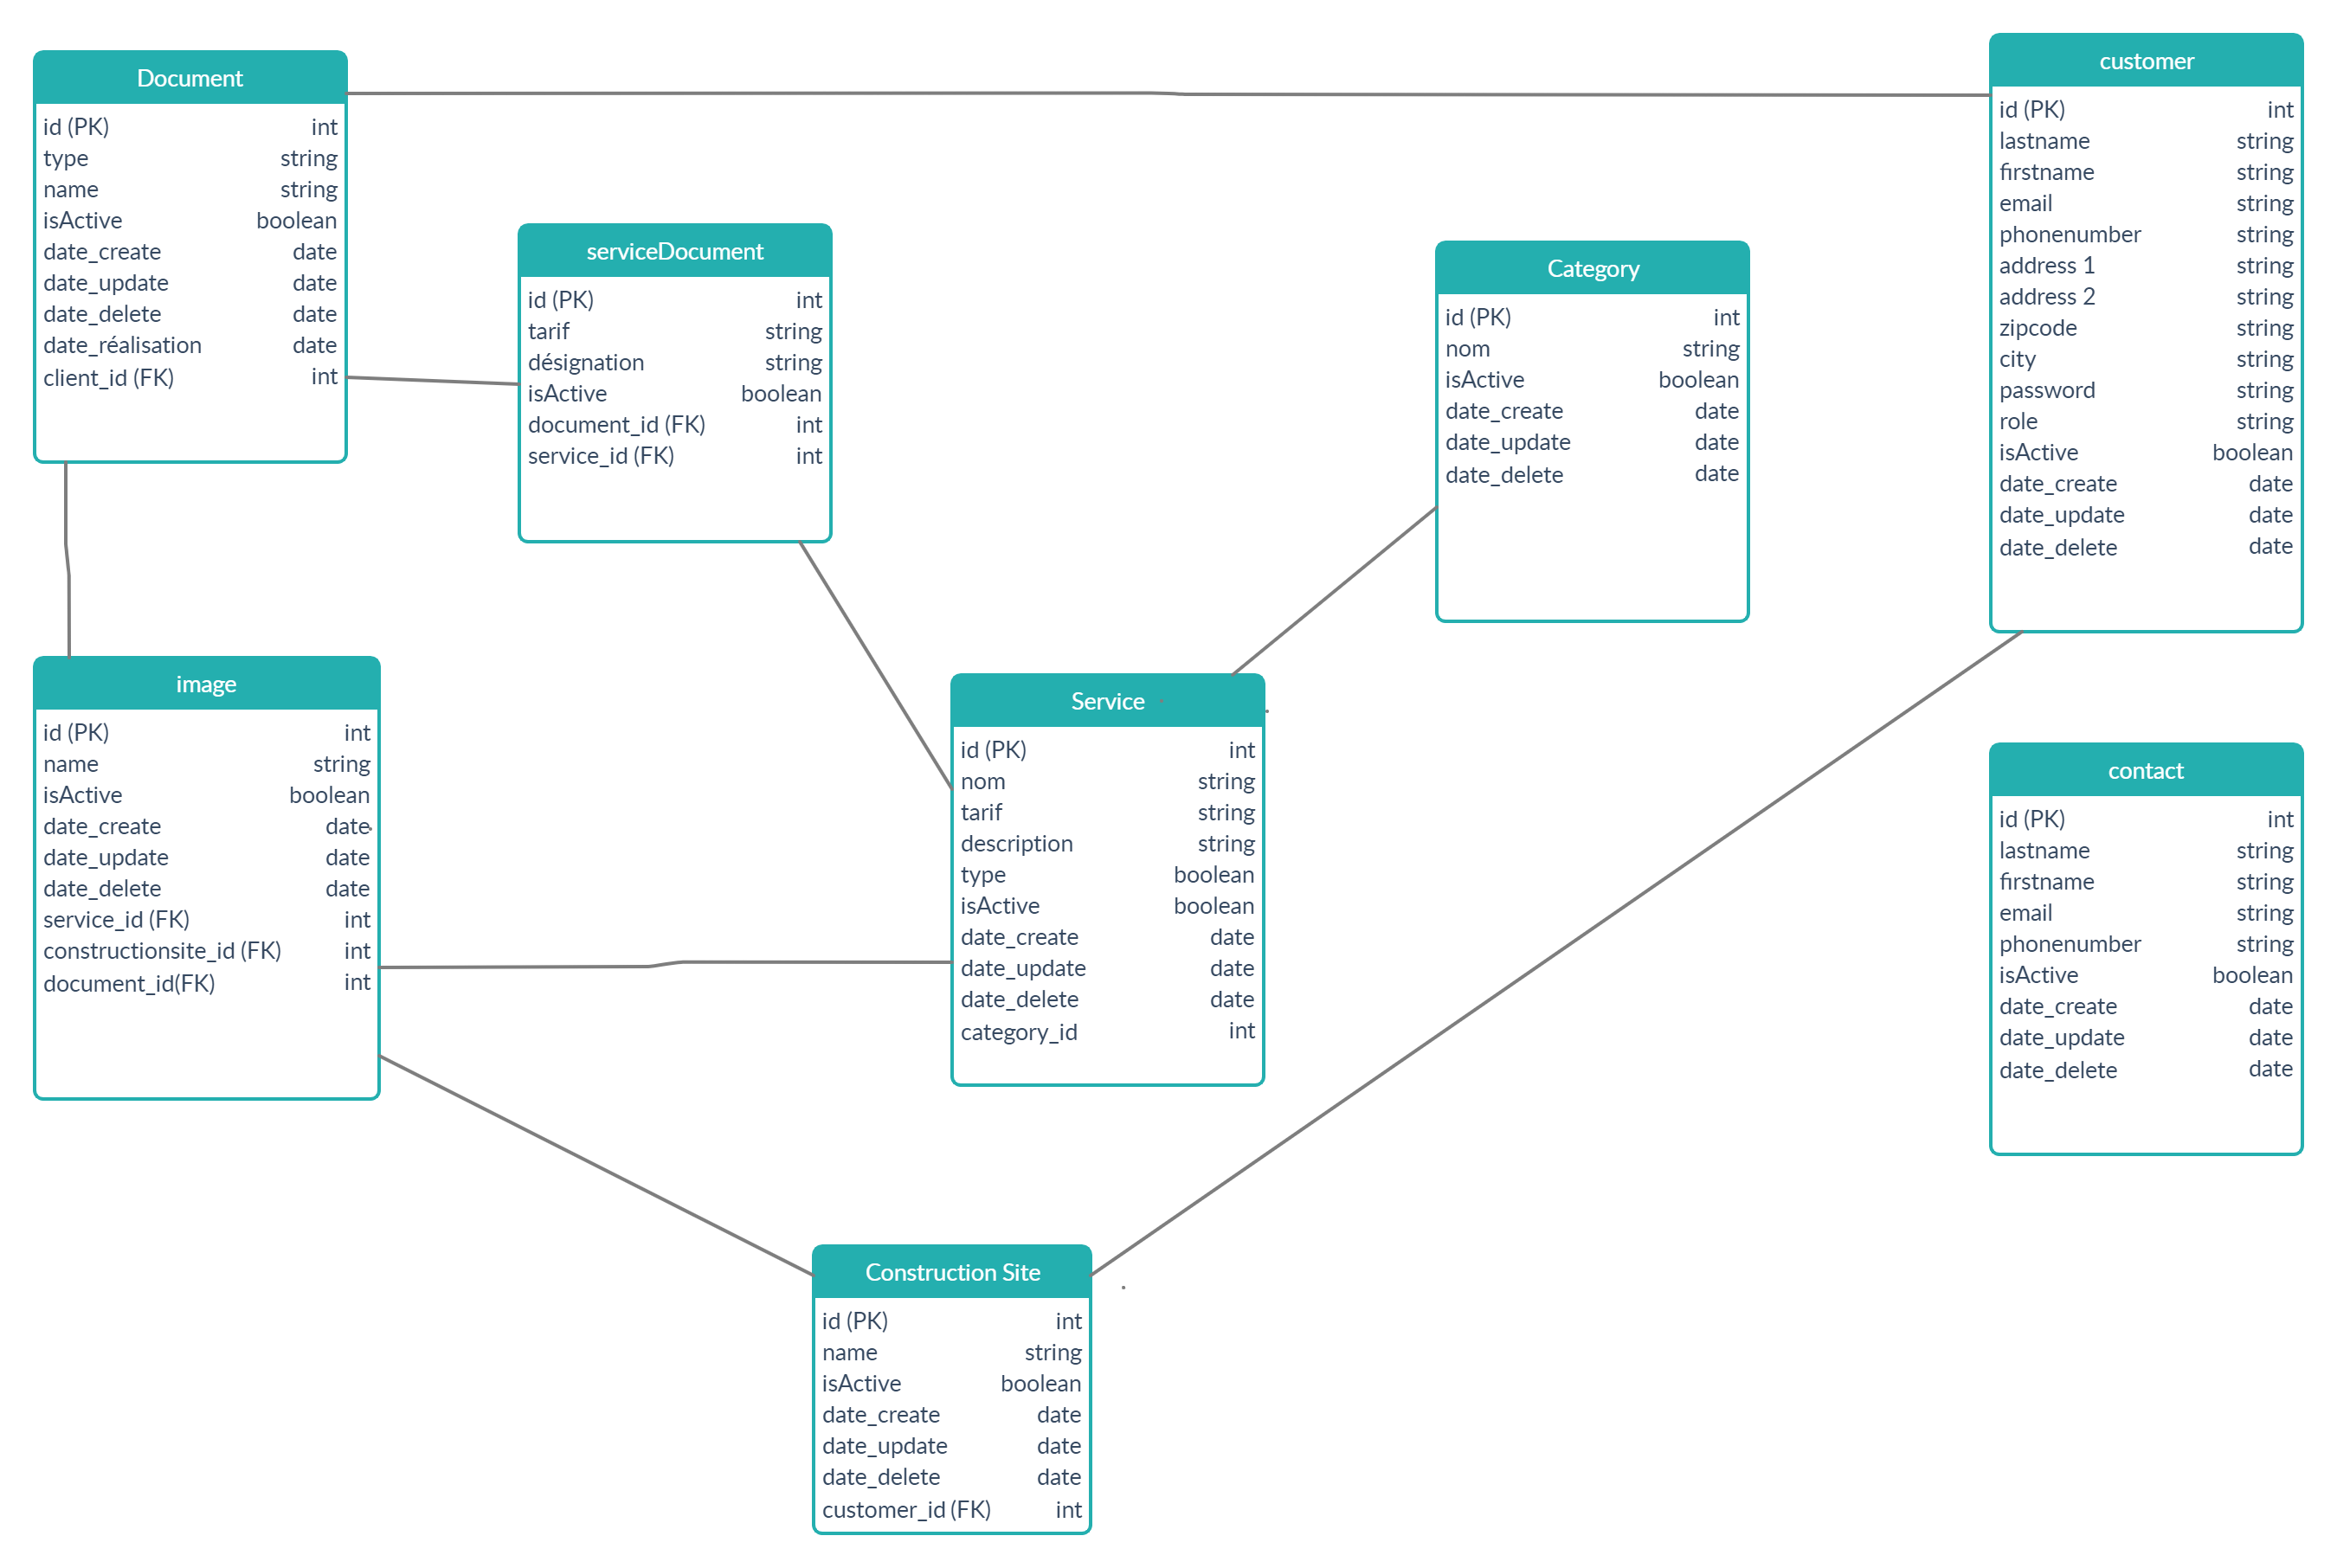 Document
id (PK) int
type string
name string
isActive boolean
date_create date
date_update date
date_delete date
date_réalisation date
client_id (FK) int
serviceDocument
id (PK) int
tarif string
désignation string
isActive boolean
document_id (FK) int
service_id (FK) int
Category
id (PK) int
nom string
isActive boolean
date_create date
date_update date
date_delete date
customer
id (PK) int
lastname string
firstname string
email string
phonenumber string
address 1 string
address 2 string
zipcode string
city string
password string
role string
isActive boolean
date_create date
date_update date
date_delete date
image
id (PK) int
name string
isActive boolean
date_create date
date_update date
date_delete date
service_id (FK) int
constructionsite_id (FK) int
document_id(FK) int
Service
id (PK) int
nom string
tarif string
description string
type boolean
isActive boolean
date_create date
date_update date
date_delete date
category_id int
contact
id (PK) int
lastname string
firstname string
email string
phonenumber string
isActive boolean
date_create date
date_update date
date_delete date
Construction Site
id (PK) int
name string
isActive boolean
date_create date
date_update date
date_delete date
customer_id (FK) int